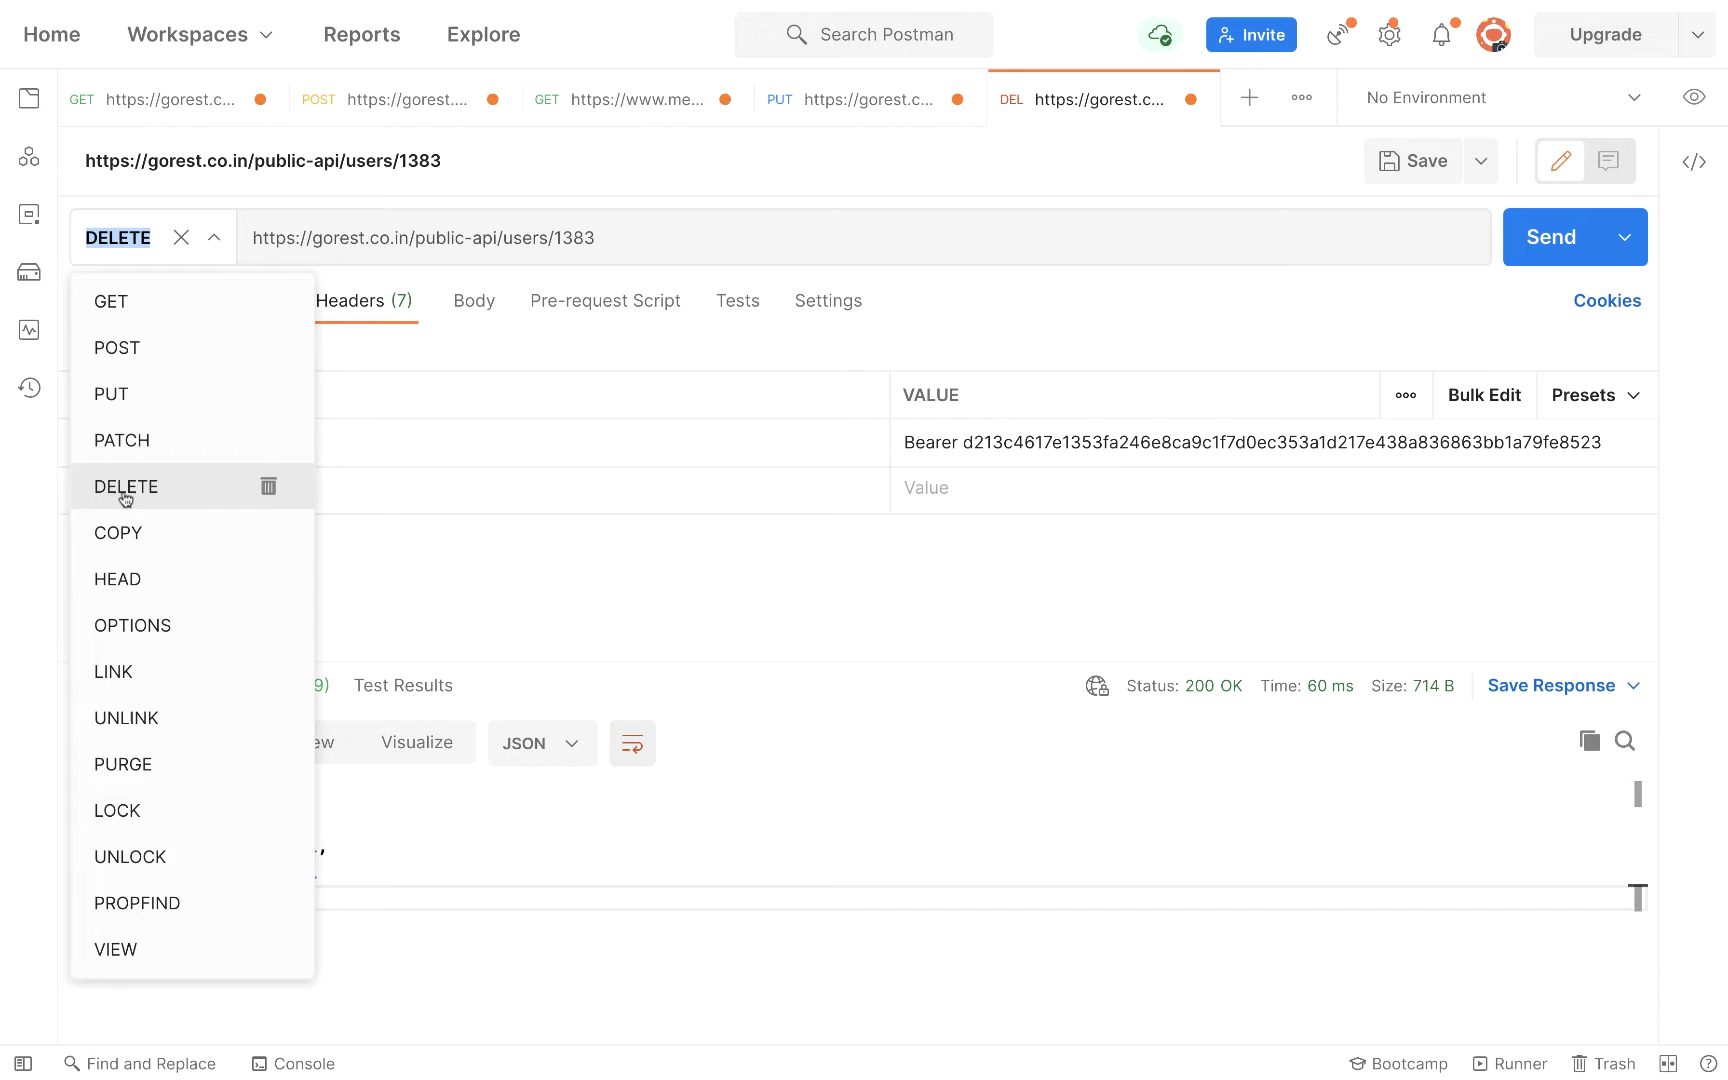 Home Workspaces Reports Explore Search Postman Invite Upgrade
GET https://gorest.c... POST https://gorest.... GET https://www.me... PUT https://gorest.c... DEL https://gorest.c... No Environment
https://gorest.co.in/public-api/users/1383 Save
DELETE https://gorest.co.in/public-api/users/1383 Send
Headers (7) Body Pre-request Script Tests Settings Cookies
VALUE Bulk Edit Presets
Bearer d213c4617e1353fa246e8ca9c1f7d0ec353a1d217e438a836863bb1a79fe8523
Value
GET
POST
PUT
PATCH
DELETE
COPY
HEAD
OPTIONS
LINK
UNLINK
PURGE
LOCK
UNLOCK
PROPFIND
VIEW
9) Test Results Status: 200 OK Time: 60 ms Size: 714 B Save Response
ew Visualize JSON
Find and Replace Console Bootcamp Runner Trash